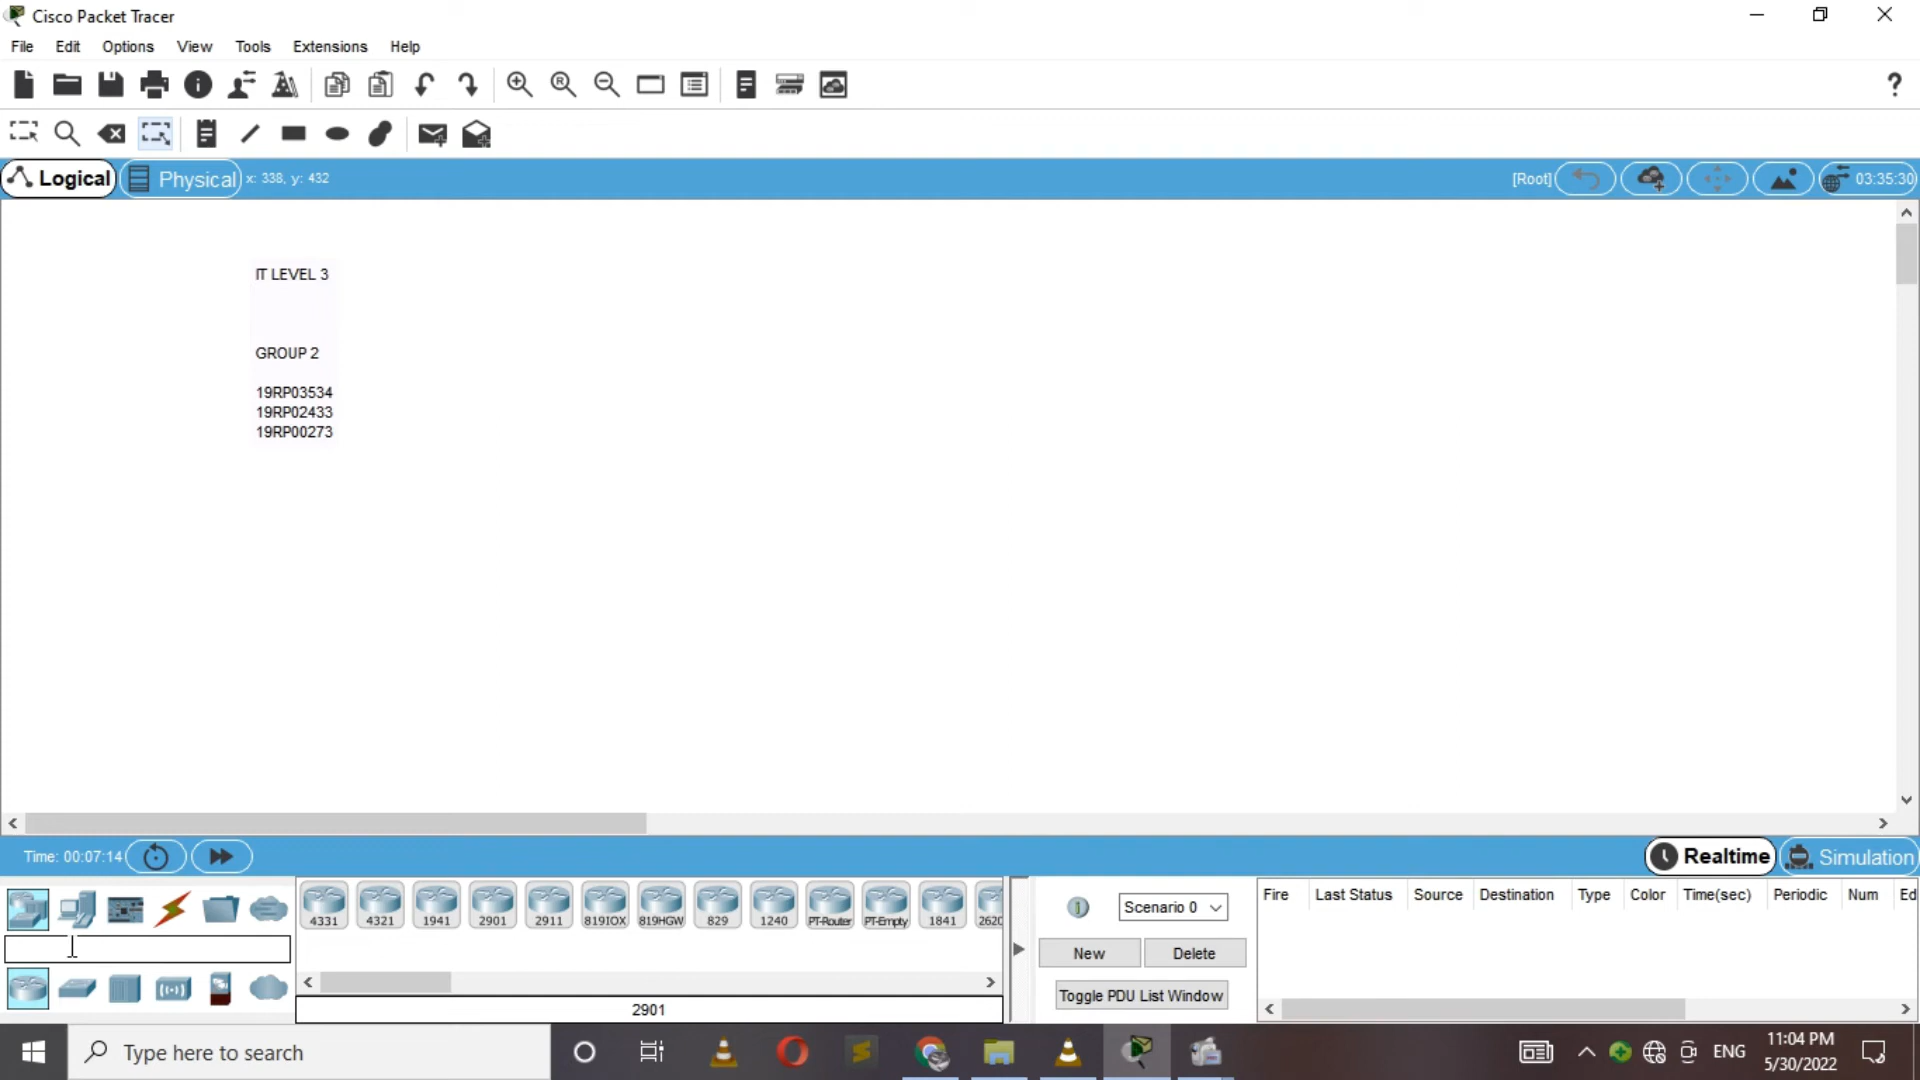 Cisco Packet Tracer
File Edit Options View Tools Extensions Help
?
Logical Physical x: 338, y: 432 [Root] 03:35:30
IT LEVEL 3
GROUP 2
19RP03534
19RP02433
19RP00273
Time: 00:07:14 Realtime Simulation
4331 4321 1941 2901 2911 819IOX 819HGW 829 1240 PT-Router PT-Empty 1841 2620
2901
Scenario 0
New Delete
Toggle PDU List Window
Fire Last Status Source Destination Type Color Time(sec) Periodic Num Ed
Type here to search
ENG
11:04 PM
5/30/2022